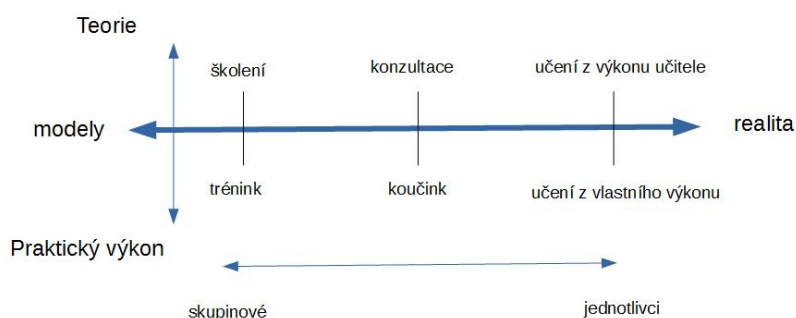 Teorie
školení
konzultace
učení z výkonu učitele
modely
realita
trénink
koučink
učení z vlastního výkonu
Praktický výkon
skupinové
jednotlivci